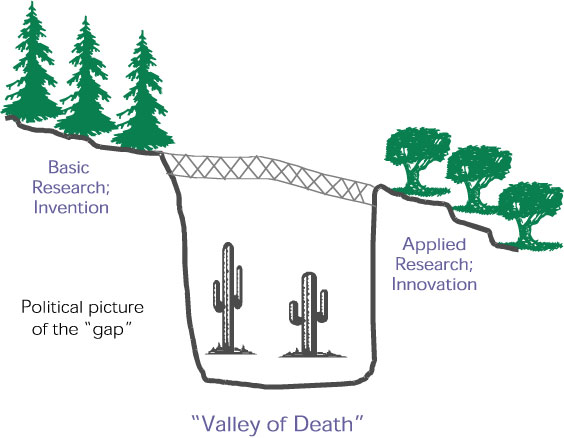 Basic
Research;
Invention
Applied
Research;
Innovation
Political picture
of the “gap”
“Valley of Death”